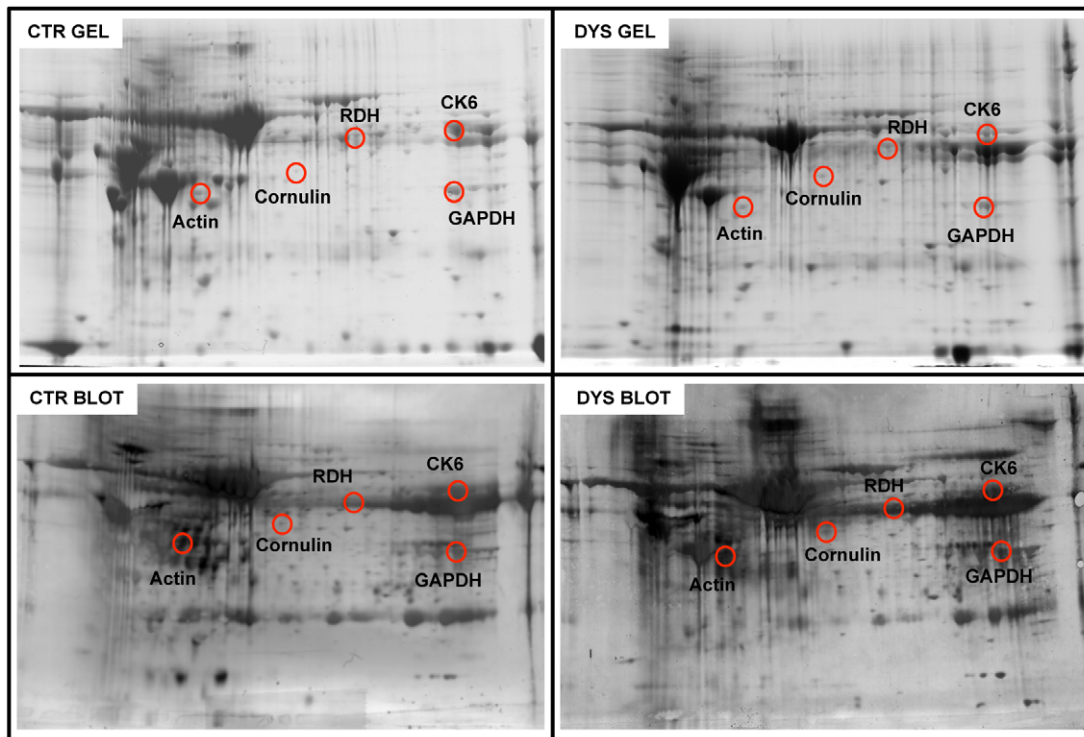 CTR GEL
RDH
CK6
Actin
Cornulin
GAPDH
DYS GEL
RDH
CK6
Actin
Cornulin
GAPDH
CTR BLOT
RDH
CK6
Actin
Cornulin
GAPDH
DYS BLOT
RDH
CK6
Actin
Cornulin
GAPDH